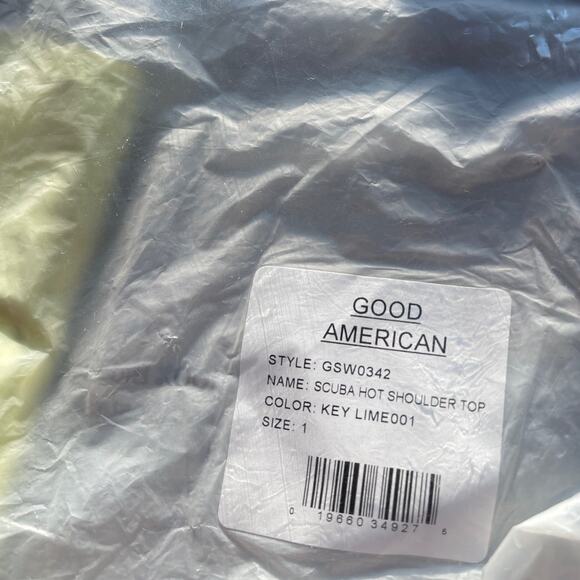 GOOD
AMERICAN
STYLE: GSW0342
NAME: SCUBA HOT SHOULDER TOP
COLOR: KEY LIME001
SIZE: 1
0 19660 34927 6